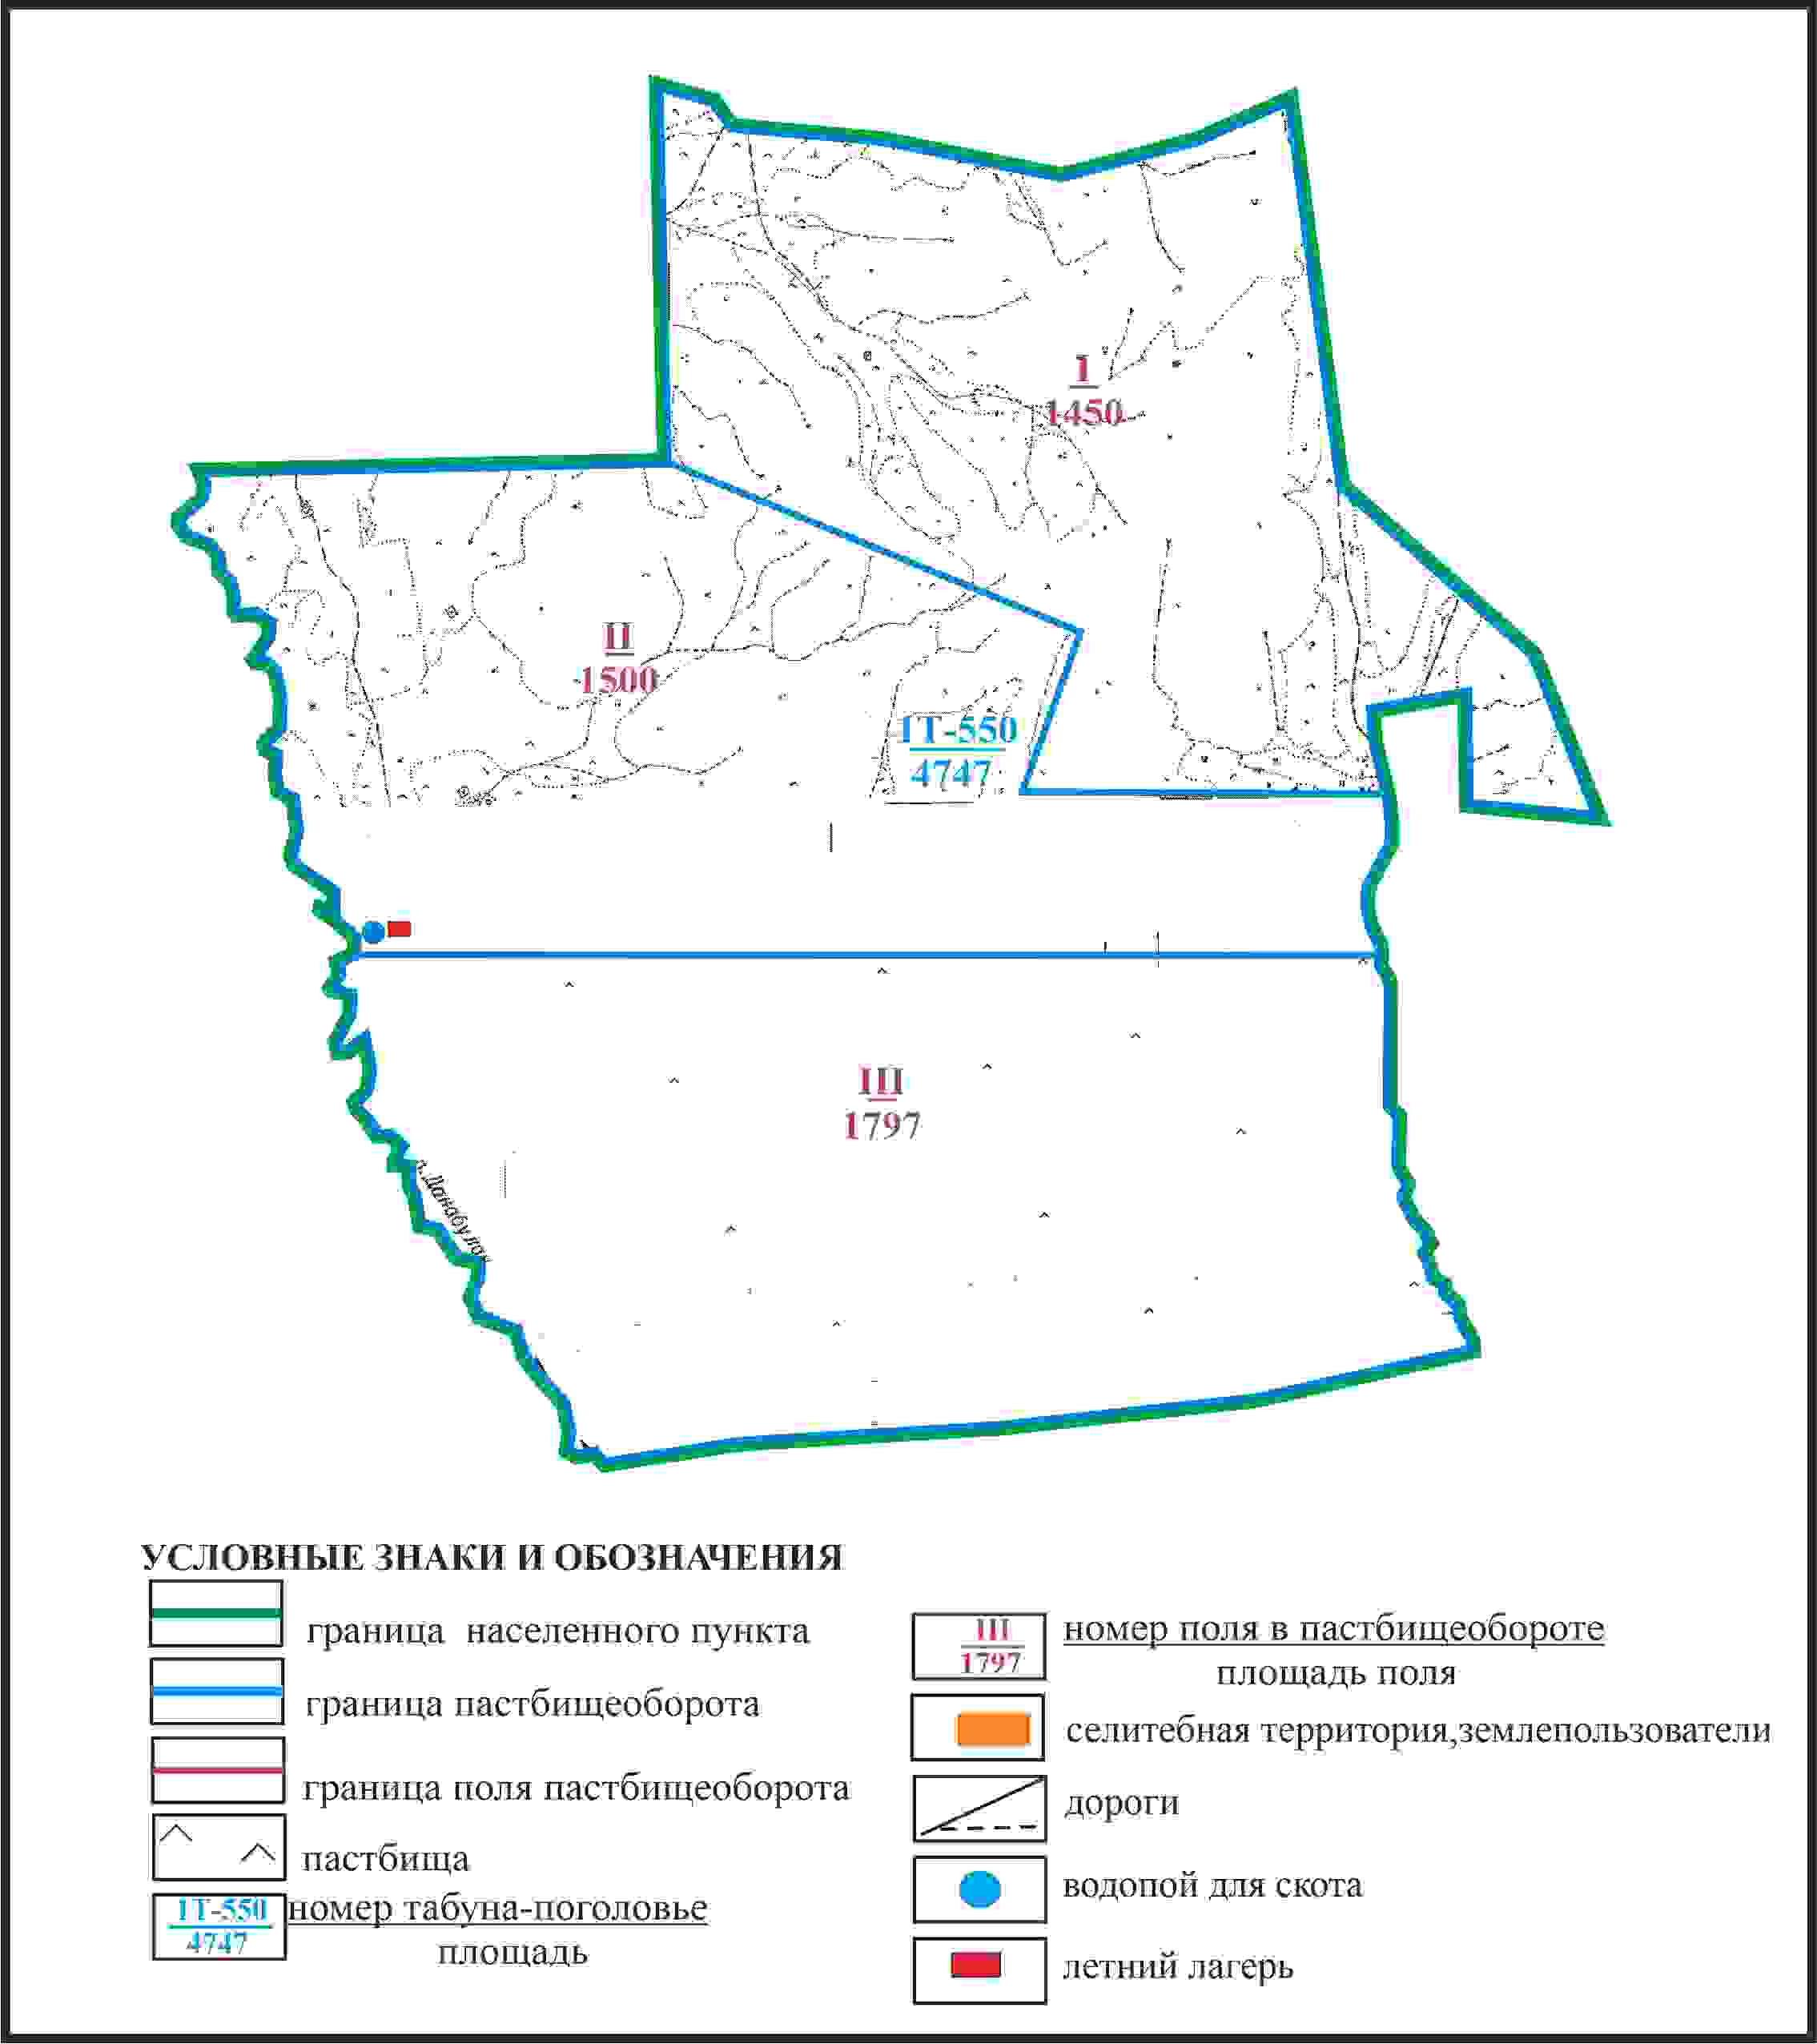 I
1450
II
1500
1Т-550
4747
III
1797
УСЛОВНЫЕ ЗНАКИ И ОБОЗНАЧЕНИЯ
граница населенного пункта
граница пастбищеоборота
граница поля пастбищеоборота
пастбища
1Т-550
4747
номер табуна-поголовье
площадь
III
1797
номер поля в пастбищеобороте
площадь поля
селитебная территория,землепользователи
дороги
водопой для скота
летний лагерь